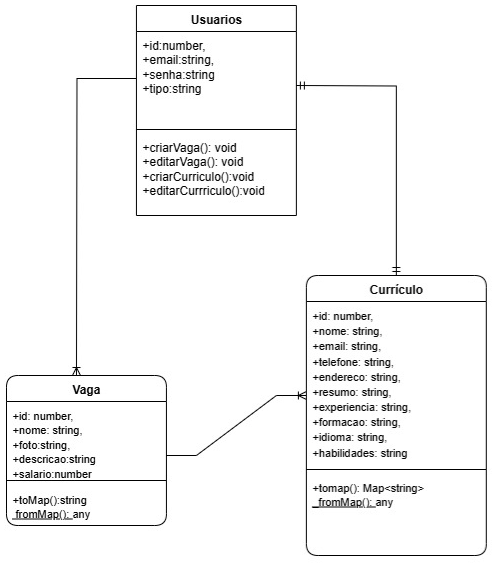 Usuarios
+id:number,
+email:string,
+senha:string
+tipo:string
+criarVaga(): void
+editarVaga(): void
+criarCurriculo():void
+editarCurrriculo():void
Currículo
+id: number,
+nome: string,
+email: string,
+telefone: string,
+endereco: string,
+resumo: string,
+experiencia: string,
+formacao: string,
+idioma: string,
+habilidades: string
+tomap(): Map<string>
_fromMap(): any
Vaga
+id: number,
+nome: string,
+foto:string,
+descricao:string
+salario:number
+toMap():string
_fromMap(): any